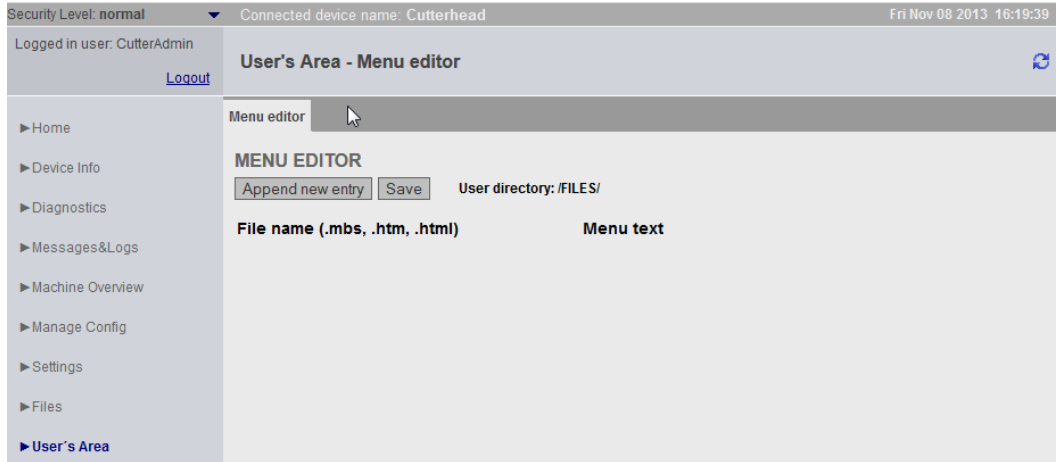 Security Level: normal
Connected device name: Cutterhead
Fri Nov 08 2013 16:19:39
Logged in user: CutterAdmin
Logout
User's Area - Menu editor
►Home
►Device Info
►Diagnostics
►Messages&Logs
►Machine Overview
►Manage Config
►Settings
►Files
►User´s Area
Menu editor
MENU EDITOR
Append new entry Save User directory: /FILES/
File name (.mbs, .htm, .html) Menu text